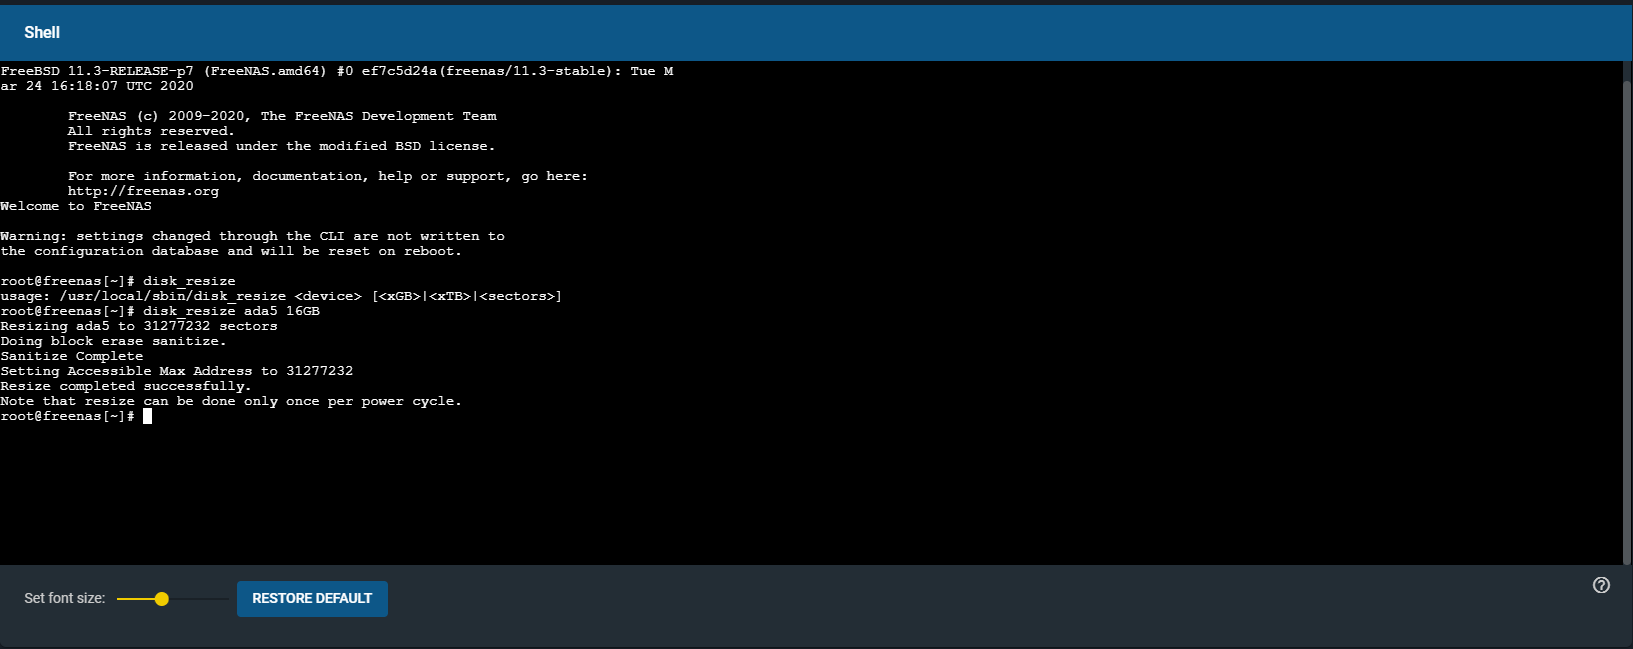 Shell
FreeBSD 11.3-RELEASE-p7 (FreeNAS.amd64) #0 ef7c5d24a(freenas/11.3-stable): Tue M
ar 24 16:18:07 UTC 2020
FreeNAS (c) 2009-2020, The FreeNAS Development Team
All rights reserved.
FreeNAS is released under the modified BSD license.
For more information, documentation, help or support, go here:
http://freenas.org
Welcome to FreeNAS
Warning: settings changed through the CLI are not written to
the configuration database and will be reset on reboot.
root@freenas[~]# disk_resize
usage: /usr/local/sbin/disk_resize <device> [<xGB>|<xTB>|<sectors>]
root@freenas[~]# disk_resize ada5 16GB
Resizing ada5 to 31277232 sectors
Doing block erase sanitize.
Sanitize Complete
Setting Accessible Max Address to 31277232
Resize completed successfully.
Note that resize can be done only once per power cycle.
root@freenas[~]#
Set font size:
RESTORE DEFAULT